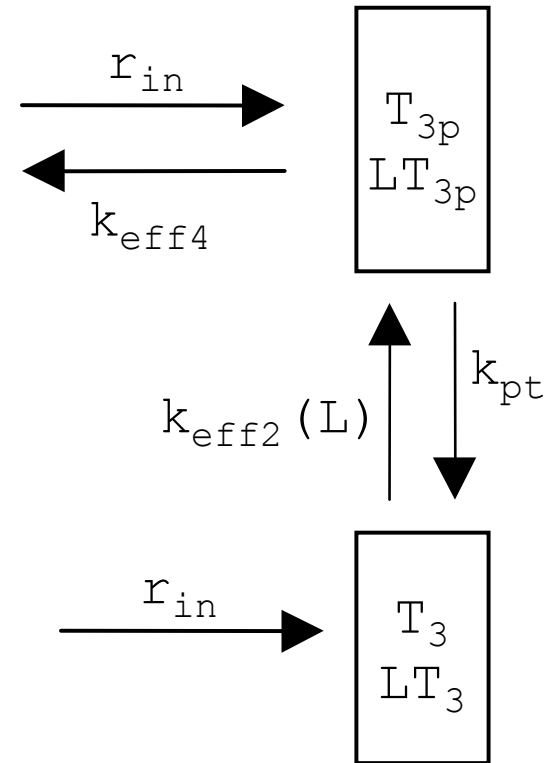 r_in
T_3p
LT_3p
k_eff4
k_eff2(L)
k_pt
r_in
T_3
LT_3